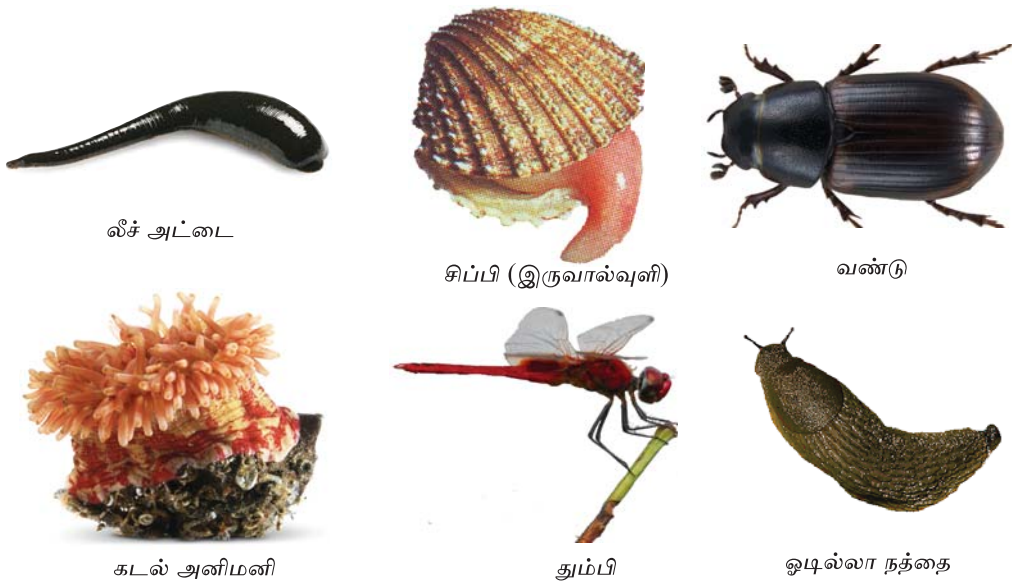 லீச் அட்டை
சிப்பி (இருவால்வுளி)
வண்டு
கடல் அனிமனி
தும்பி
ஓடில்லா நத்தை